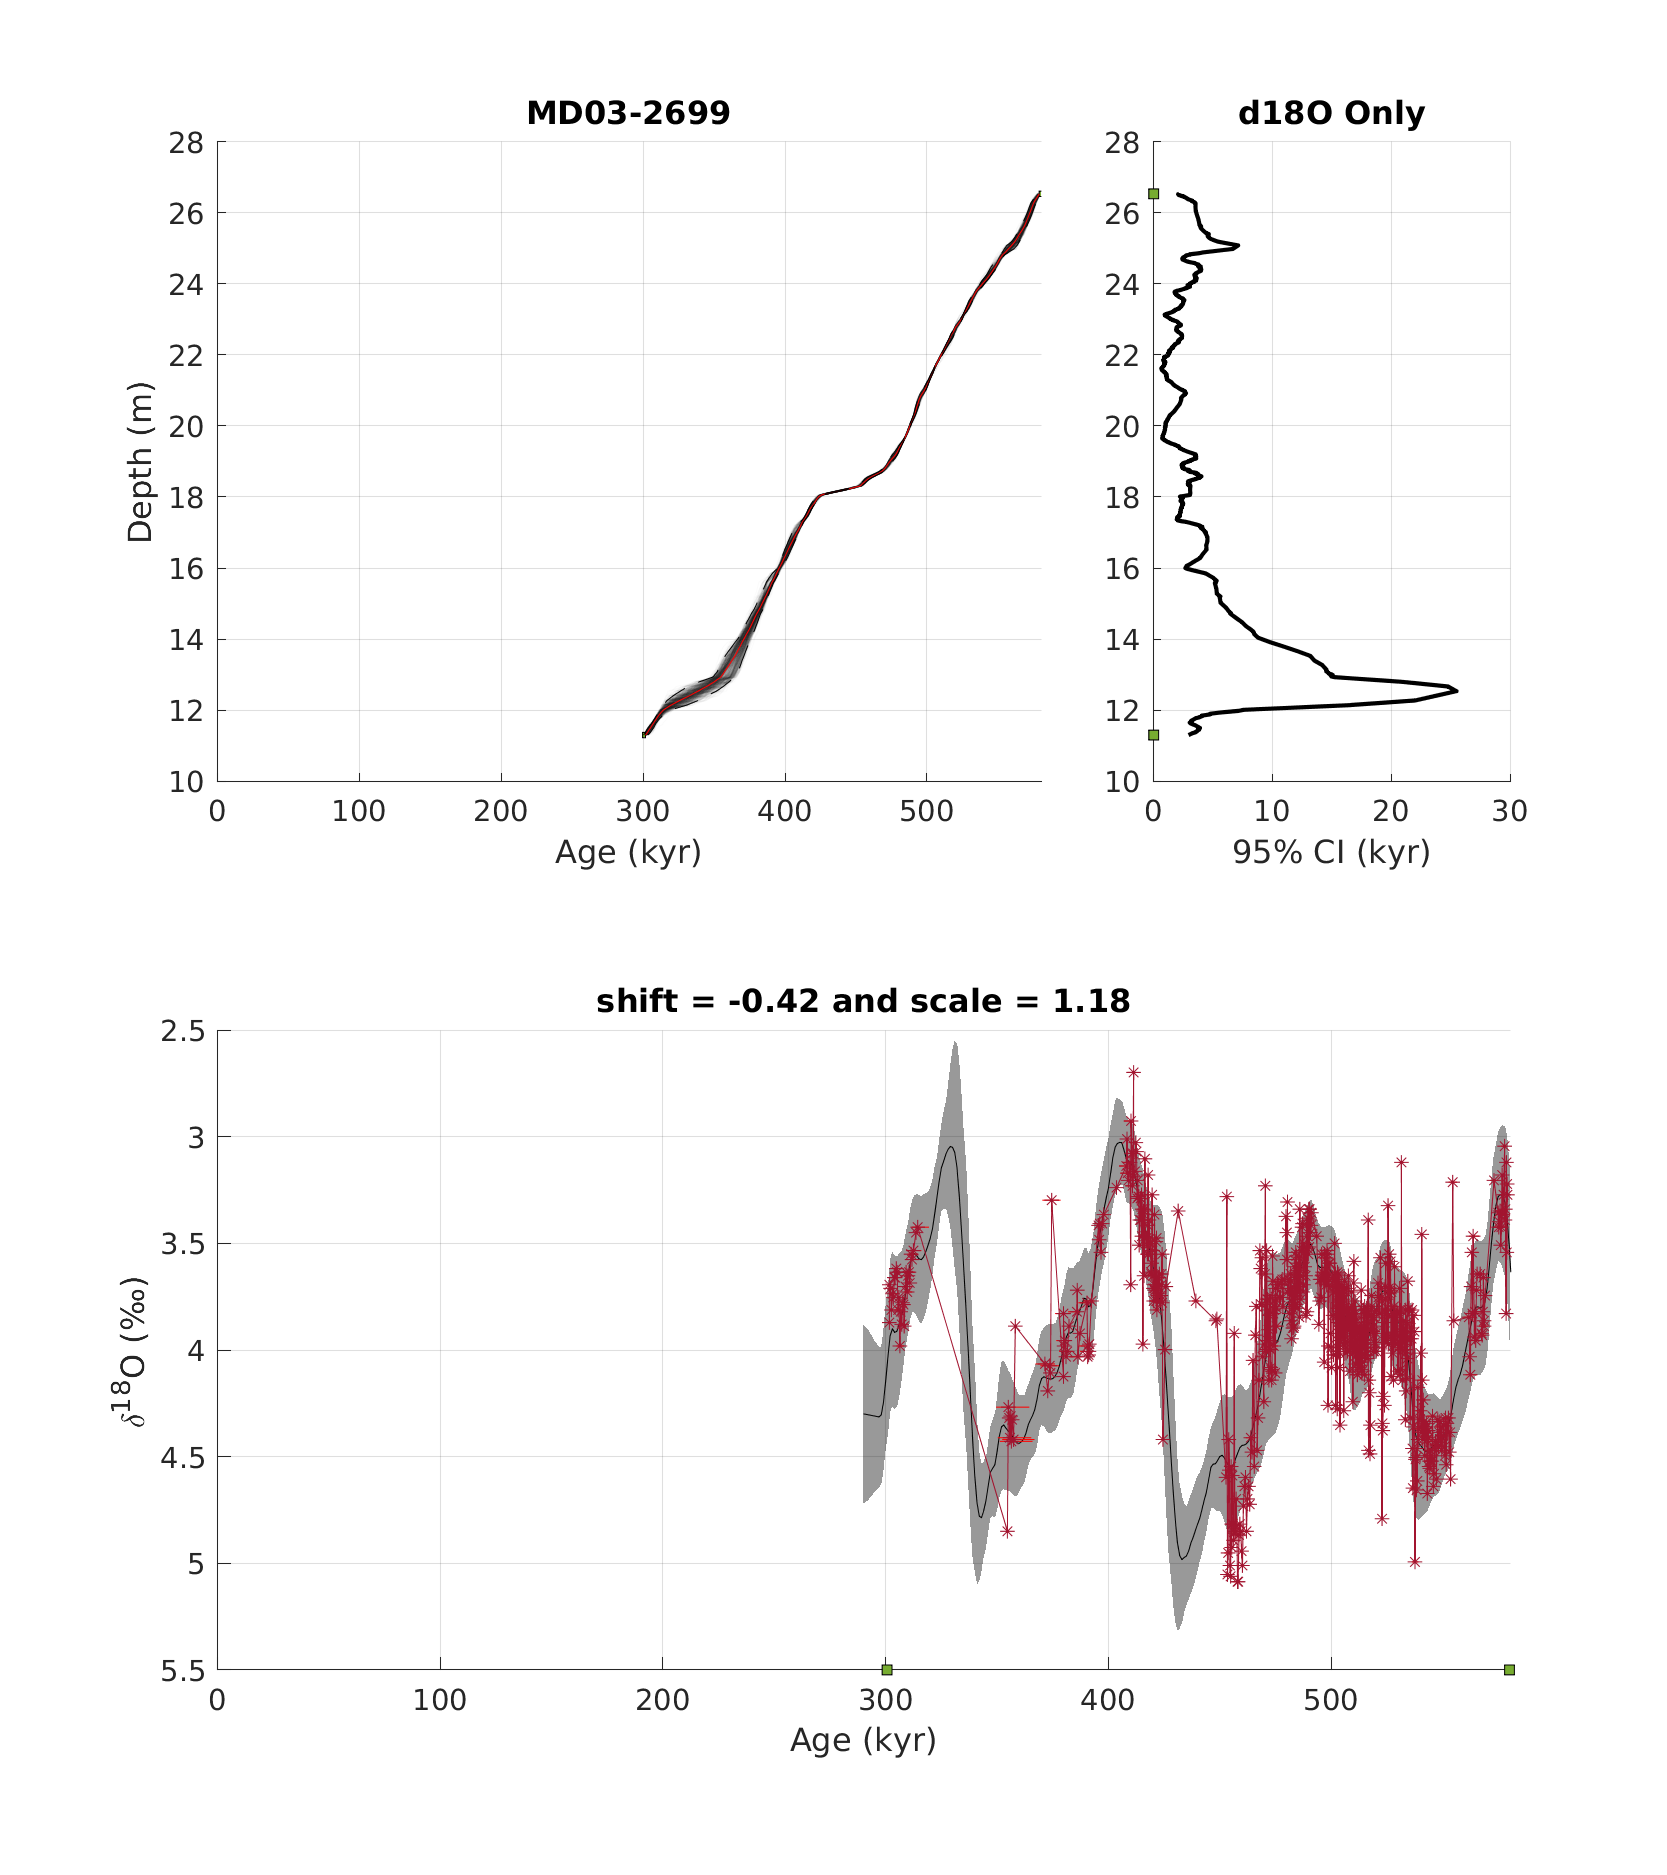 MD03-2699
28
26
24
22
20
18
16
14
12
10
Depth (m)
0 100 200 300 400 500
Age (kyr)
d18O Only
28
26
24
22
20
18
16
14
12
10
0 10 20 30
95% CI (kyr)
shift = -0.42 and scale = 1.18
2.5
3
3.5
4
4.5
5
5.5
δ¹⁸O (‰)
0 100 200 300 400 500
Age (kyr)